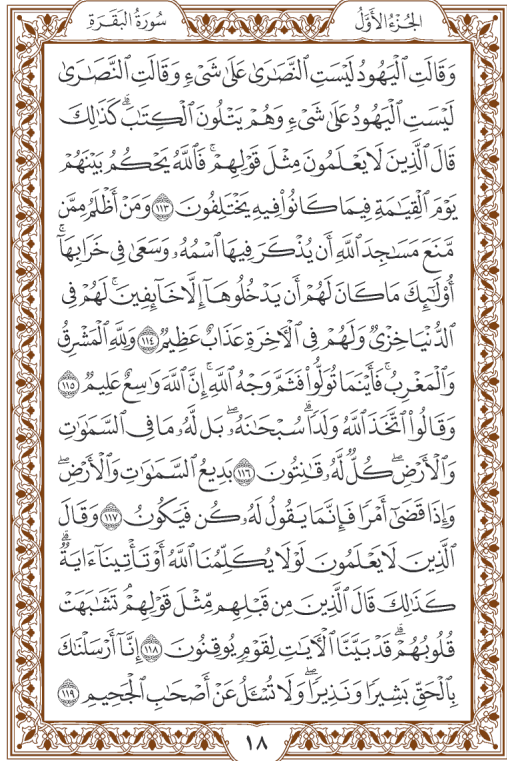 الجُزْءُ الأَوَّلُ
سُورَةُ البَقَرَةِ
وَقَالَتِ ٱلْيَهُودُ لَيْسَتِ ٱلنَّصَـٰرَىٰ عَلَىٰ شَىْءٍ وَقَالَتِ ٱلنَّصَـٰرَىٰ
لَيْسَتِ ٱلْيَهُودُ عَلَىٰ شَىْءٍ وَهُمْ يَتْلُونَ ٱلْكِتَـٰبَ ۗ كَذَٰلِكَ
قَالَ ٱلَّذِينَ لَا يَعْلَمُونَ مِثْلَ قَوْلِهِمْ ۚ فَٱللَّهُ يَحْكُمُ بَيْنَهُمْ
يَوْمَ ٱلْقِيَـٰمَةِ فِيمَا كَانُوا۟ فِيهِ يَخْتَلِفُونَ ١١٣ وَمَنْ أَظْلَمُ مِمَّن
مَّنَعَ مَسَـٰجِدَ ٱللَّهِ أَن يُذْكَرَ فِيهَا ٱسْمُهُۥ وَسَعَىٰ فِى خَرَابِهَآ ۚ
أُو۟لَـٰٓئِكَ مَا كَانَ لَهُمْ أَن يَدْخُلُوهَآ إِلَّا خَآئِفِينَ ۚ لَهُمْ فِى
ٱلدُّنْيَا خِزْىٌ وَلَهُمْ فِى ٱلْـَٔاخِرَةِ عَذَابٌ عَظِيمٌ ١١٤ وَلِلَّهِ ٱلْمَشْرِقُ
وَٱلْمَغْرِبُ ۚ فَأَيْنَمَا تُوَلُّوا۟ فَثَمَّ وَجْهُ ٱللَّهِ ۚ إِنَّ ٱللَّهَ وَٰسِعٌ عَلِيمٌ ١١٥
وَقَالُوا۟ ٱتَّخَذَ ٱللَّهُ وَلَدًا ۗ سُبْحَـٰنَهُۥ ۖ بَل لَّهُۥ مَا فِى ٱلسَّمَـٰوَٰتِ
وَٱلْأَرْضِ ۖ كُلٌّ لَّهُۥ قَـٰنِتُونَ ١١٦ بَدِيعُ ٱلسَّمَـٰوَٰتِ وَٱلْأَرْضِ ۖ
وَإِذَا قَضَىٰٓ أَمْرًا فَإِنَّمَا يَقُولُ لَهُۥ كُن فَيَكُونُ ١١٧ وَقَالَ
ٱلَّذِينَ لَا يَعْلَمُونَ لَوْلَا يُكَلِّمُنَا ٱللَّهُ أَوْ تَأْتِينَآ ءَايَةٌ ۗ
كَذَٰلِكَ قَالَ ٱلَّذِينَ مِن قَبْلِهِم مِّثْلَ قَوْلِهِمْ ۘ تَشَـٰبَهَتْ
قُلُوبُهُمْ ۗ قَدْ بَيَّنَّا ٱلْـَٔايَـٰتِ لِقَوْمٍ يُوقِنُونَ ١١٨ إِنَّآ أَرْسَلْنَـٰكَ
بِٱلْحَقِّ بَشِيرًا وَنَذِيرًا ۖ وَلَا تُسْـَٔلُ عَنْ أَصْحَـٰبِ ٱلْجَحِيمِ ١١٩
١٨